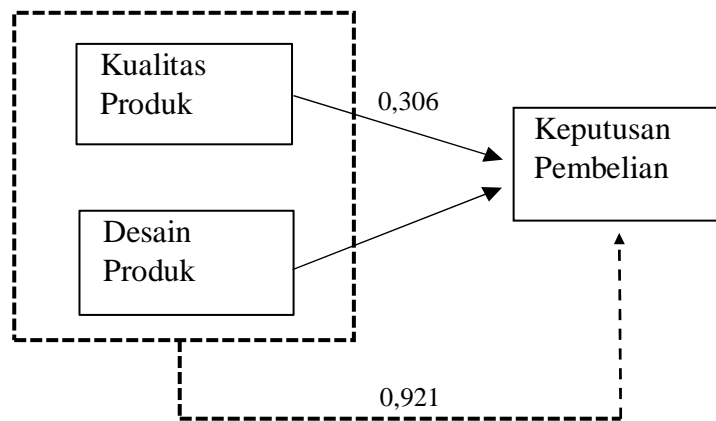 Kualitas
Produk
0,306
Keputusan
Pembelian
Desain
Produk
0,921